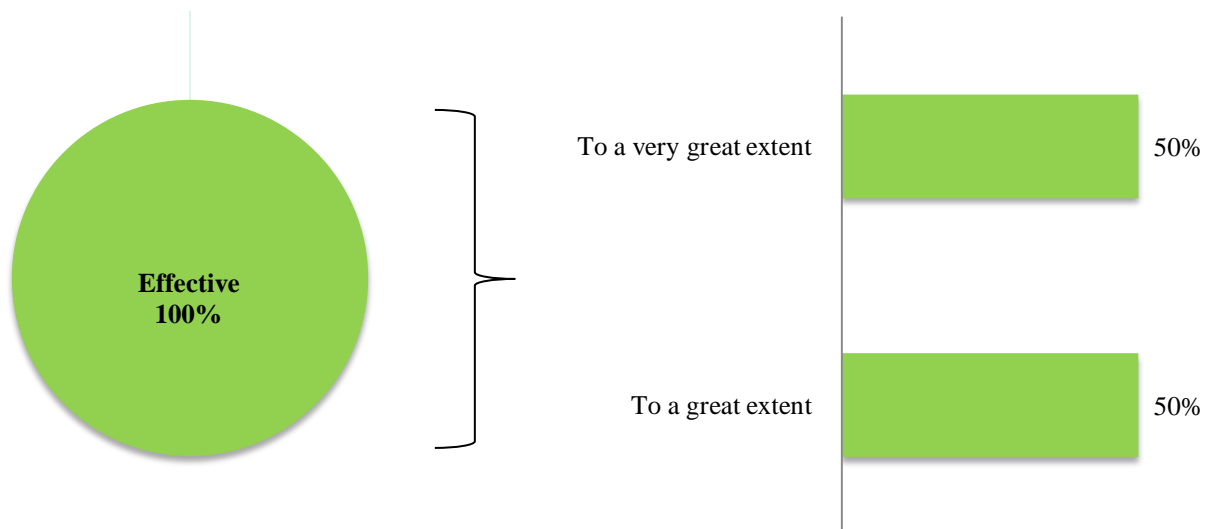 Effective
100%
To a very great extent
50%
To a great extent
50%